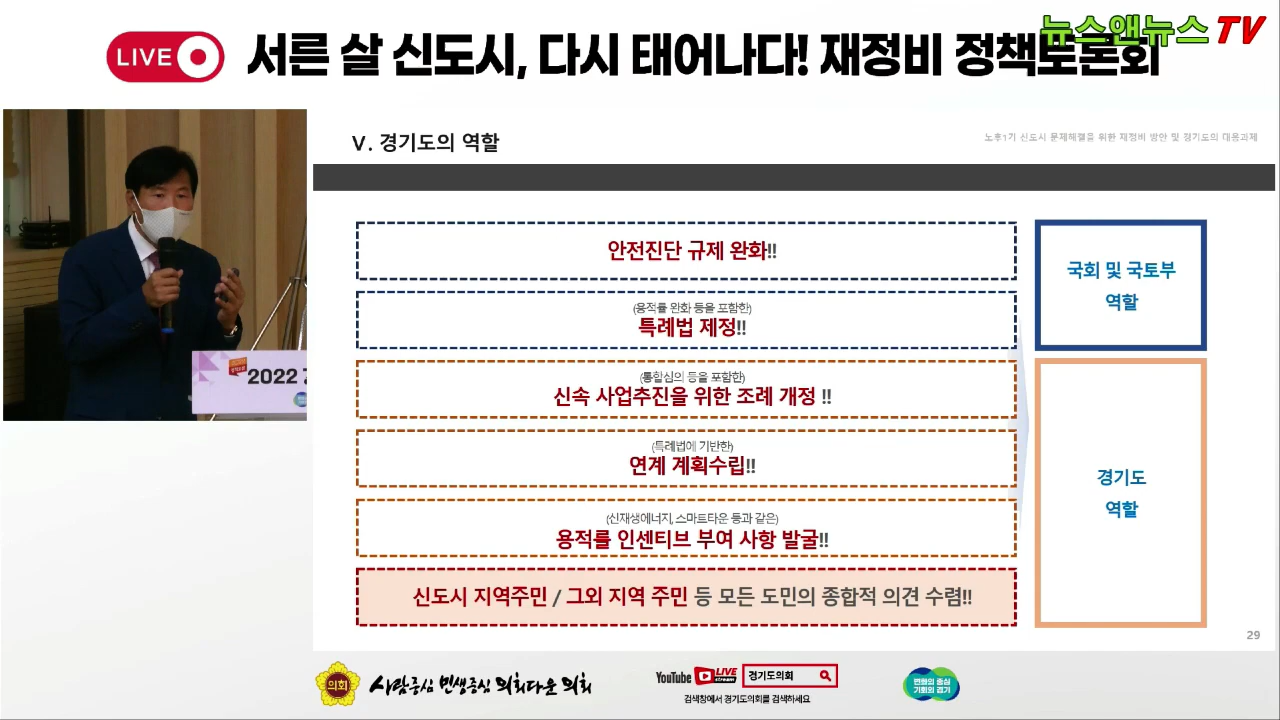 LIVE
서른 살 신도시, 다시 태어나다! 재정비 정책토론회
뉴스앤뉴스 TV
Ⅴ. 경기도의 역할
노후1기 신도시 문제해결을 위한 재정비 방안 및 경기도의 대응과제
안전진단 규제 완화!!
(용적률 완화 등을 포함한)
특례법 제정!!
국회 및 국토부
역할
(통합심의 등을 포함한)
신속 사업추진을 위한 조례 개정 !!
(특례법에 기반한)
연계 계획수립!!
(신재생에너지, 스마트타운 등과 같은)
용적률 인센티브 부여 사항 발굴!!
신도시 지역주민 / 그외 지역 주민 등 모든 도민의 종합적 의견 수렴!!
경기도
역할
29
2022
의회
사람중심 민생중심 의회다운 의회
YouTube LIVE stream 경기도의회
검색창에서 경기도의회를 검색하세요
변화의 중심
기회의 경기